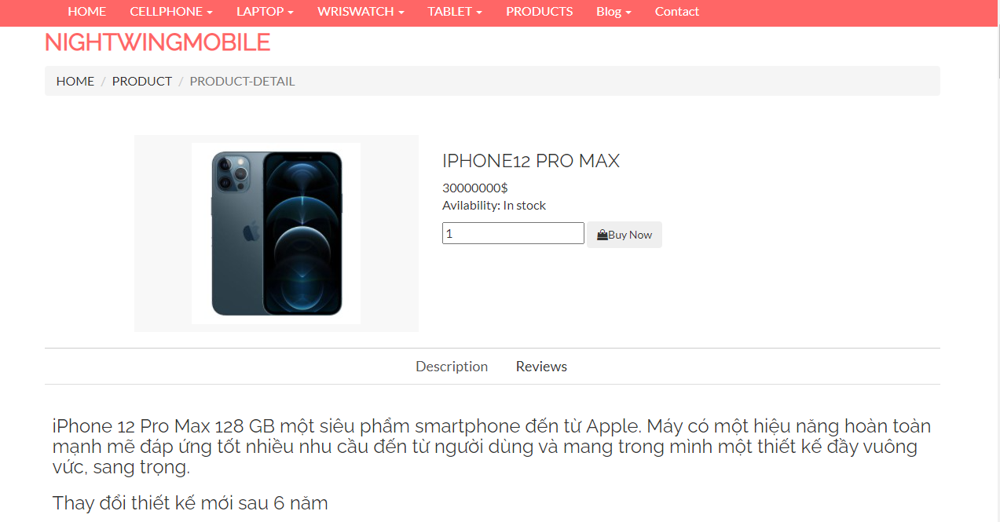 HOME CELLPHONE LAPTOP WRISWATCH TABLET PRODUCTS Blog Contact
NIGHTWINGMOBILE
HOME / PRODUCT / PRODUCT-DETAIL
IPHONE12 PRO MAX
30000000$
Avilability: In stock
1 Buy Now
Description Reviews
iPhone 12 Pro Max 128 GB một siêu phẩm smartphone đến từ Apple. Máy có một hiệu năng hoàn toàn
mạnh mẽ đáp ứng tốt nhiều nhu cầu đến từ người dùng và mang trong mình một thiết kế đầy vuông
vức, sang trọng.
Thay đổi thiết kế mới sau 6 năm